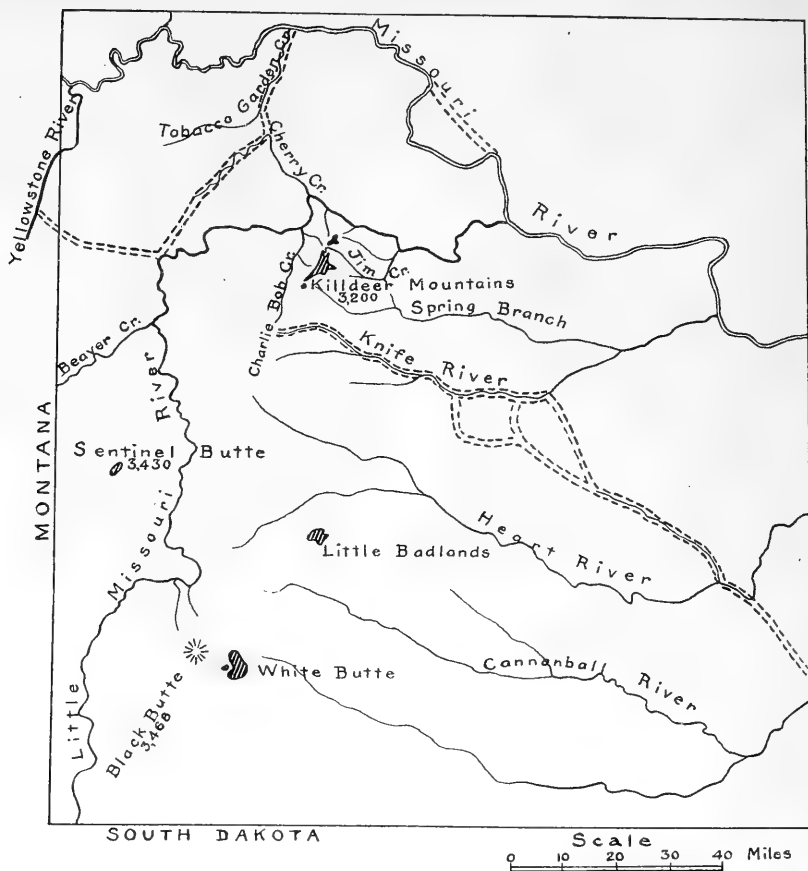 Missouri
River
Tobacco Garden Cr.
Yellowstone River
Cherry Cr.
Jim Cr.
Killdeer Mountains
3,200
Charlie Bob Cr.
Spring Branch
Knife River
Beaver Cr.
MONTANA
Sentinel Butte
3,430
Little Missouri River
Little Badlands
Heart River
White Butte
Black Butte
3,468
Cannanball River
SOUTH DAKOTA
Scale
0 10 20 30 40 Miles